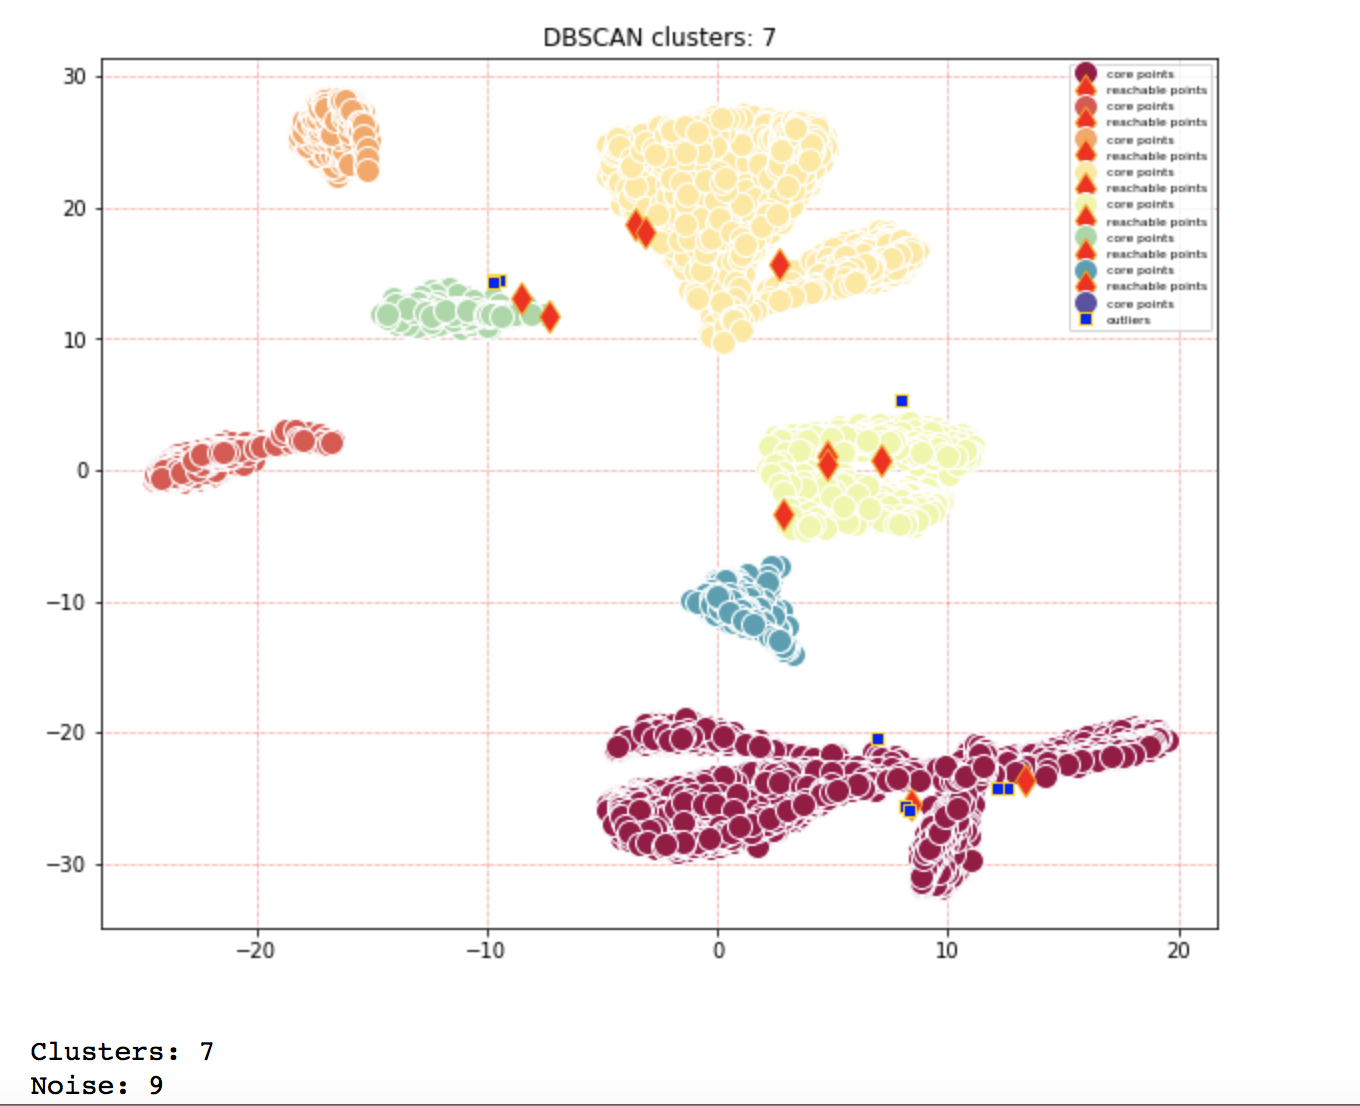 DBSCAN clusters: 7
30
20
10
0
−10
−20
−30
−20
−10
0
10
20
core points
reachable points
core points
reachable points
core points
reachable points
core points
reachable points
core points
reachable points
core points
reachable points
core points
reachable points
core points
outliers
Clusters: 7
Noise: 9